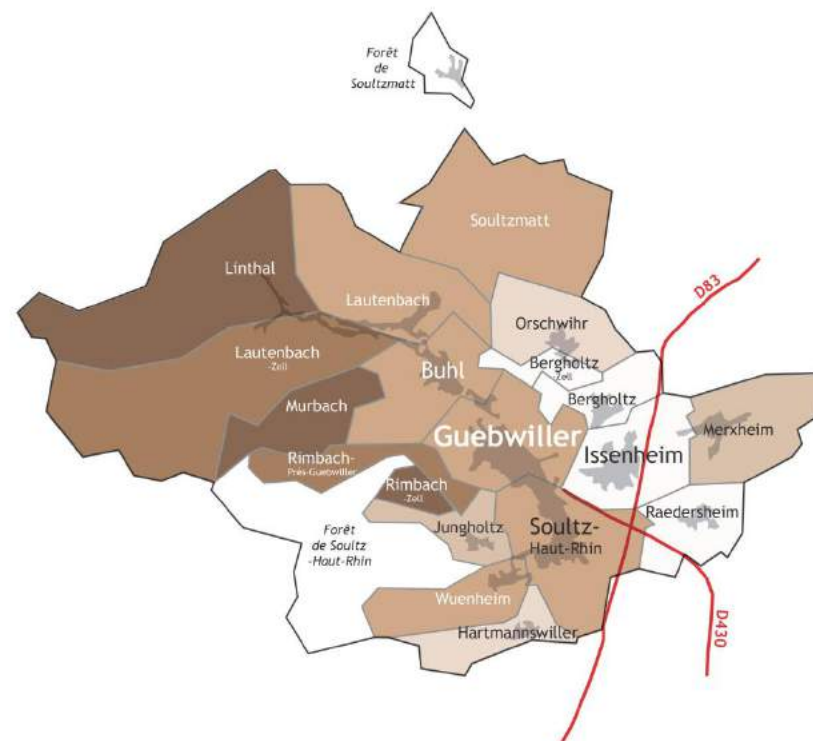 Forêt
de
Soultzmatt
Soultzmatt
D83
Linthal
Lautenbach
Orschwihr
Lautenbach
-Zell
Buhl
Bergholtz
-Zell
Murbach
Bergholtz
Guebwiller
Merxheim
Issenheim
Rimbach-
Près-Guebwiller
Rimbach
-Zell
Raedersheim
Forêt
de Soultz
-Haut-Rhin
Jungholtz
Soultz-
Haut-Rhin
Wuenheim
Hartmannswiller
D430